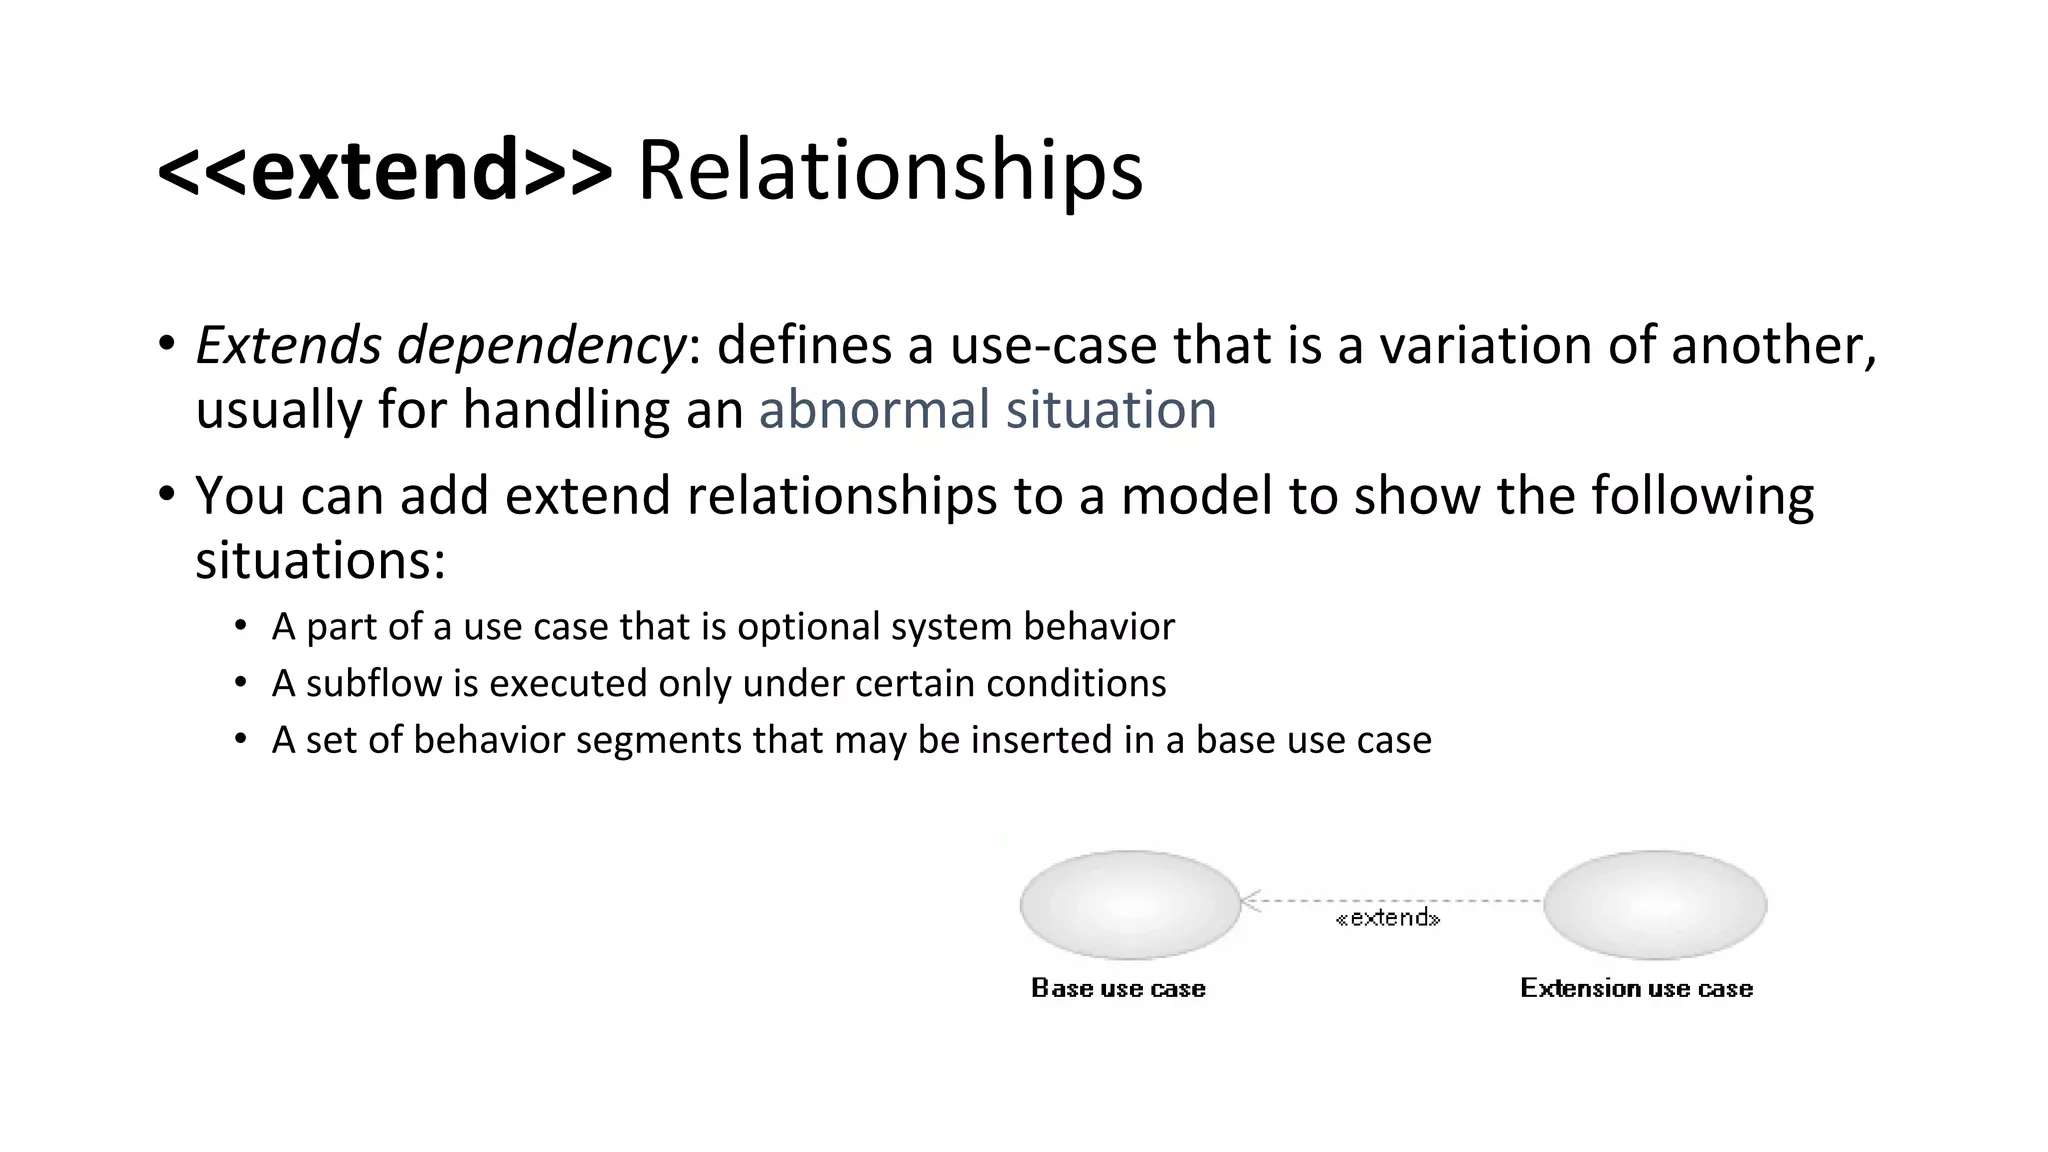 <<extend>> Relationships
• Extends dependency: defines a use-case that is a variation of another,
usually for handling an abnormal situation
• You can add extend relationships to a model to show the following
situations:
• A part of a use case that is optional system behavior
• A subflow is executed only under certain conditions
• A set of behavior segments that may be inserted in a base use case
«extend»
Base use case
Extension use case